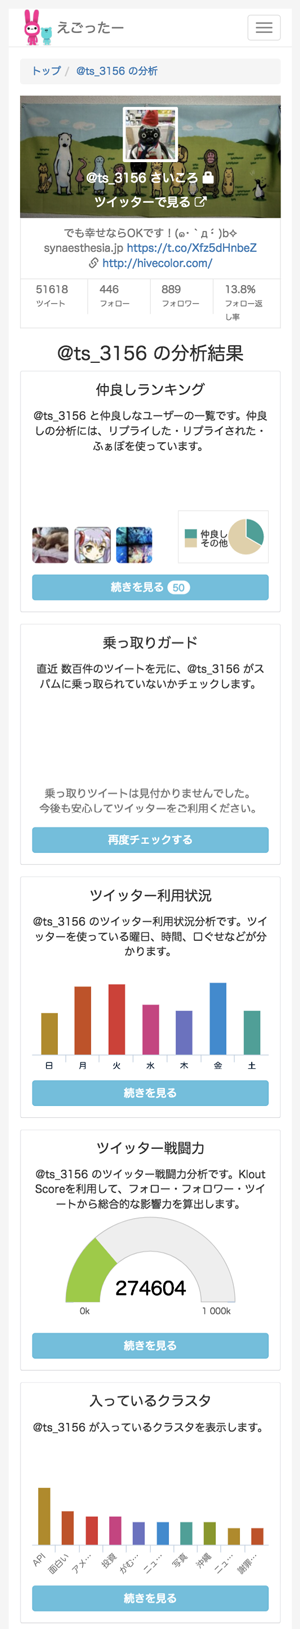 えごったー
トップ / @ts_3156 の分析
@ts_3156 さいころ
ツイッターで見る
でも幸せならOKです！(๑•̀ㅂ•́)b✧
synaesthesia.jp https://t.co/Xfz5dHnbeZ
http://hivecolor.com/
51618 446 889 13.8%
ツイート フォロー フォロワー フォロー返し率
@ts_3156 の分析結果
仲良しランキング
@ts_3156 と仲良しなユーザーの一覧です。仲良
しの分析には、リプライした・リプライされた・
ふぁぼを使っています。
仲良し
その他
続きを見る 50
乗っ取りガード
直近 数百件のツイートを元に、@ts_3156 がス
パムに乗っ取られていないかチェックします。
乗っ取りツイートは見付かりませんでした。
今後も安心してツイッターをご利用ください。
再度チェックする
ツイッター利用状況
@ts_3156 のツイッター利用状況分析です。ツイ
ッターを使っている曜日、時間、口ぐせなどが分
かります。
日 月 火 水 木 金 土
続きを見る
ツイッター戦闘力
@ts_3156 のツイッター戦闘力分析です。Klout
Scoreを利用して、フォロー・フォロワー・ツイ
ートから総合的な影響力を算出します。
274604
0k 1 000k
続きを見る
入っているクラスタ
@ts_3156 が入っているクラスタを表示します。
API 面白い アメ… 投資 がむ… ニュ… 写真 沖縄 ニュ… 謝罪…
続きを見る